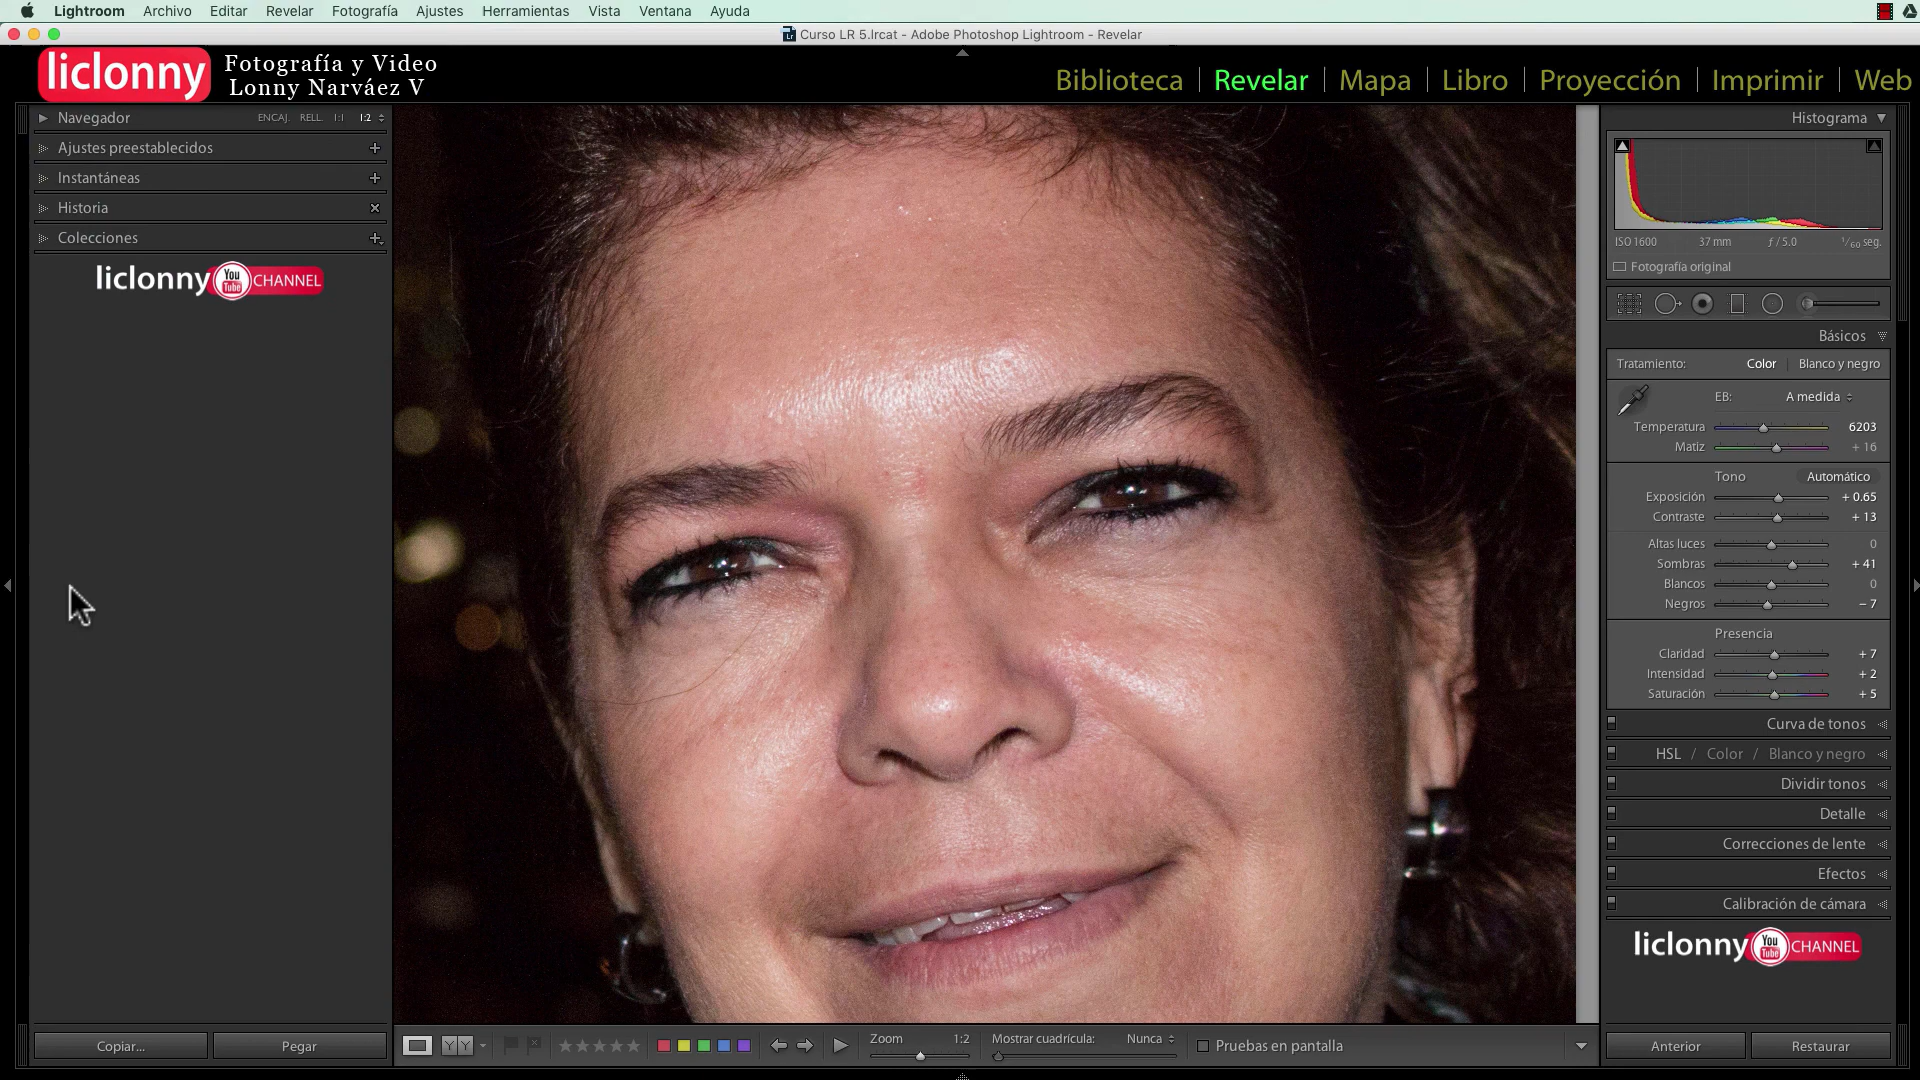 Lightroom Archivo Editar Revelar Fotografía Ajustes Herramientas Vista Ventana Ayuda
Curso LR 5.lrcat - Adobe Photoshop Lightroom - Revelar
liclonny
Fotografía y Video
Lonny Narváez V
Biblioteca Revelar Mapa Libro Proyección Imprimir Web
Navegador ENCAJ. RELL. 1:1 1:2
Ajustes preestablecidos
Instantáneas
Historia
Colecciones
liclonny You Tube CHANNEL
Histograma
ISO 1600 37 mm ƒ / 5.0 1/60 seg.
Fotografía original
Básicos
Tratamiento: Color Blanco y negro
EB: A medida
Temperatura 6203
Matiz + 16
Tono Automático
Exposición + 0.65
Contraste + 13
Altas luces 0
Sombras + 41
Blancos 0
Negros − 7
Presencia
Claridad + 7
Intensidad + 2
Saturación + 5
Curva de tonos
HSL / Color / Blanco y negro
Dividir tonos
Detalle
Correcciones de lente
Efectos
Calibración de cámara
liclonny You Tube CHANNEL
Copiar... Pegar
YY
Zoom 1:2
Mostrar cuadrícula: Nunca
Pruebas en pantalla
Anterior Restaurar